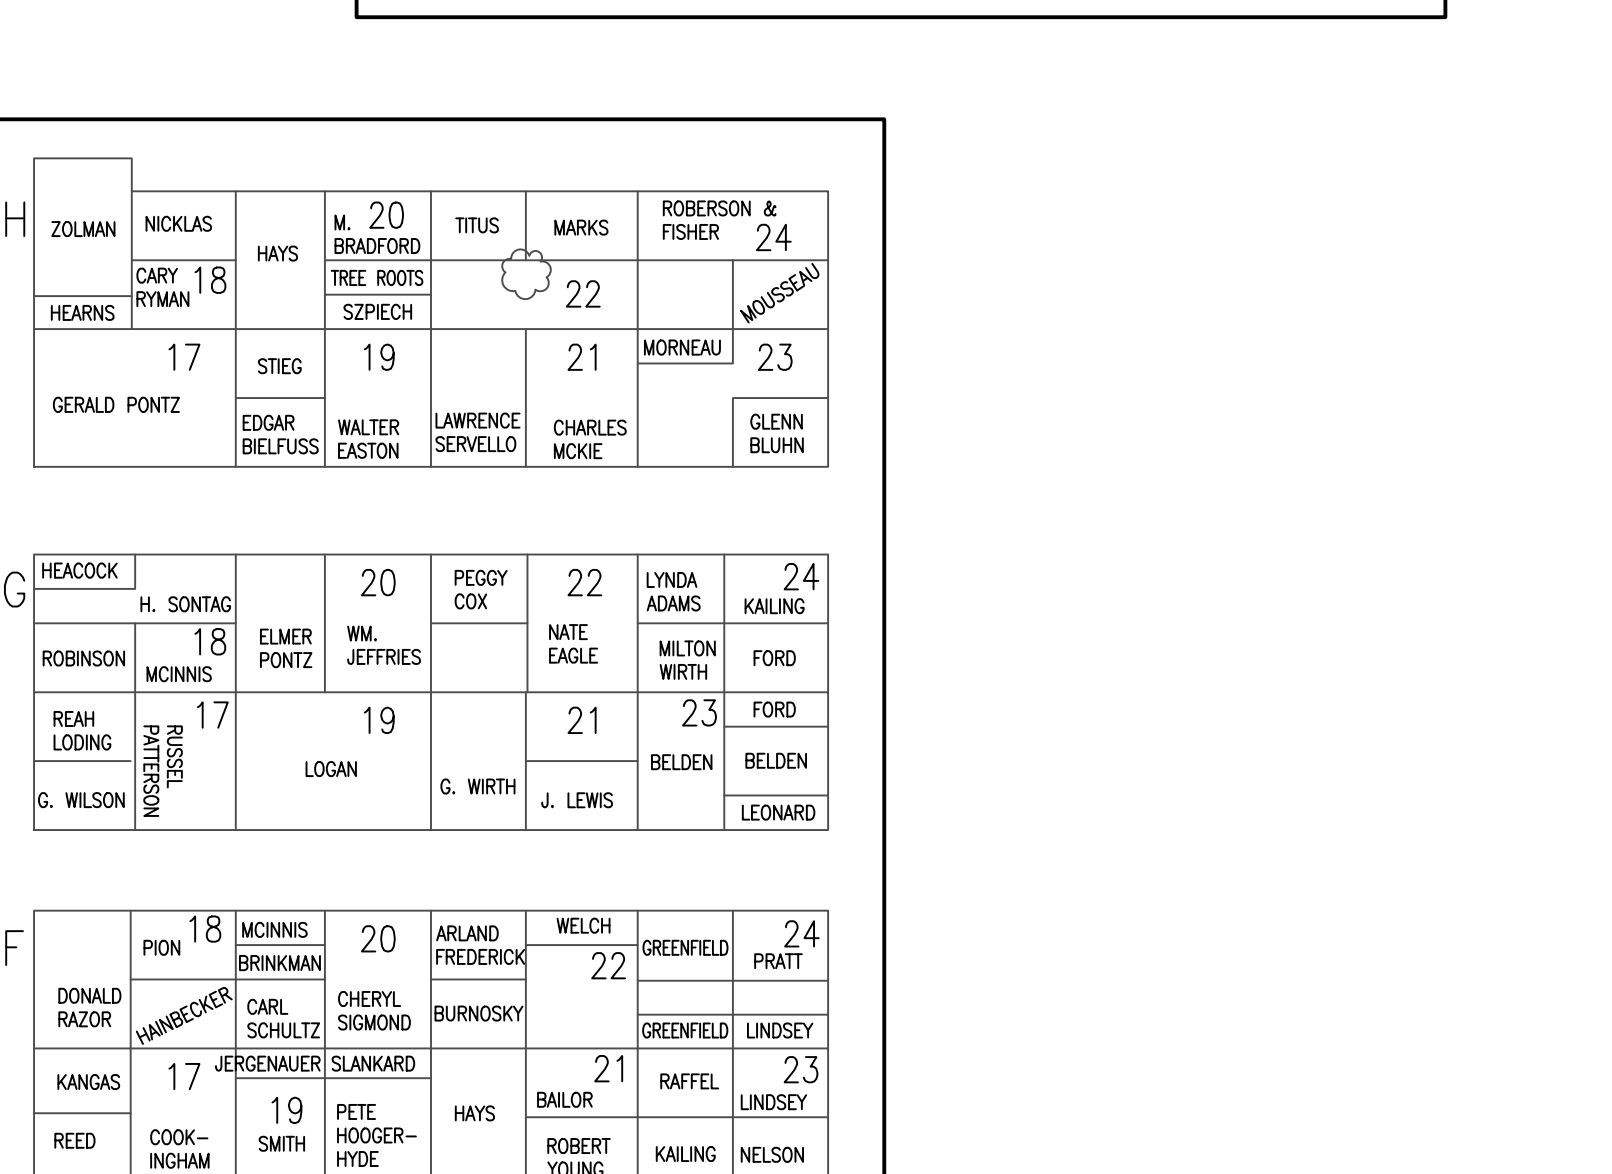 H
ZOLMAN
NICKLAS
HAYS
M. 20
BRADFORD
TITUS
MARKS
ROBERSON &
FISHER 24
CARY 18
RYMAN
TREE ROOTS
22
MOUSSEAU
HEARNS
SZPIECH
17
STIEG
19
21
MORNEAU
23
GERALD PONTZ
EDGAR
BIELFUSS
WALTER
EASTON
LAWRENCE
SERVELLO
CHARLES
MCKIE
GLENN
BLUHN
G
HEACOCK
H. SONTAG
20
PEGGY
COX
22
LYNDA
ADAMS
24
KAILING
ROBINSON
18
MCINNIS
ELMER
PONTZ
WM.
JEFFRIES
NATE
EAGLE
MILTON
WIRTH
FORD
REAH
LODING
17
RUSSEL
PATTERSON
19
LOGAN
21
23
BELDEN
FORD
BELDEN
G. WILSON
G. WIRTH
J. LEWIS
LEONARD
F
PION 18
MCINNIS
BRINKMAN
20
ARLAND
FREDERICK
WELCH
22
GREENFIELD
24
PRATT
DONALD
RAZOR
HAINBECKER
CARL
SCHULTZ
CHERYL
SIGMOND
BURNOSKY
GREENFIELD
LINDSEY
KANGAS
17
JERGENAUER
SLANKARD
21
BAILOR
RAFFEL
23
LINDSEY
REED
COOK-
INGHAM
19
SMITH
PETE
HOOGER-
HYDE
HAYS
ROBERT
YOUNG
KAILING
NELSON